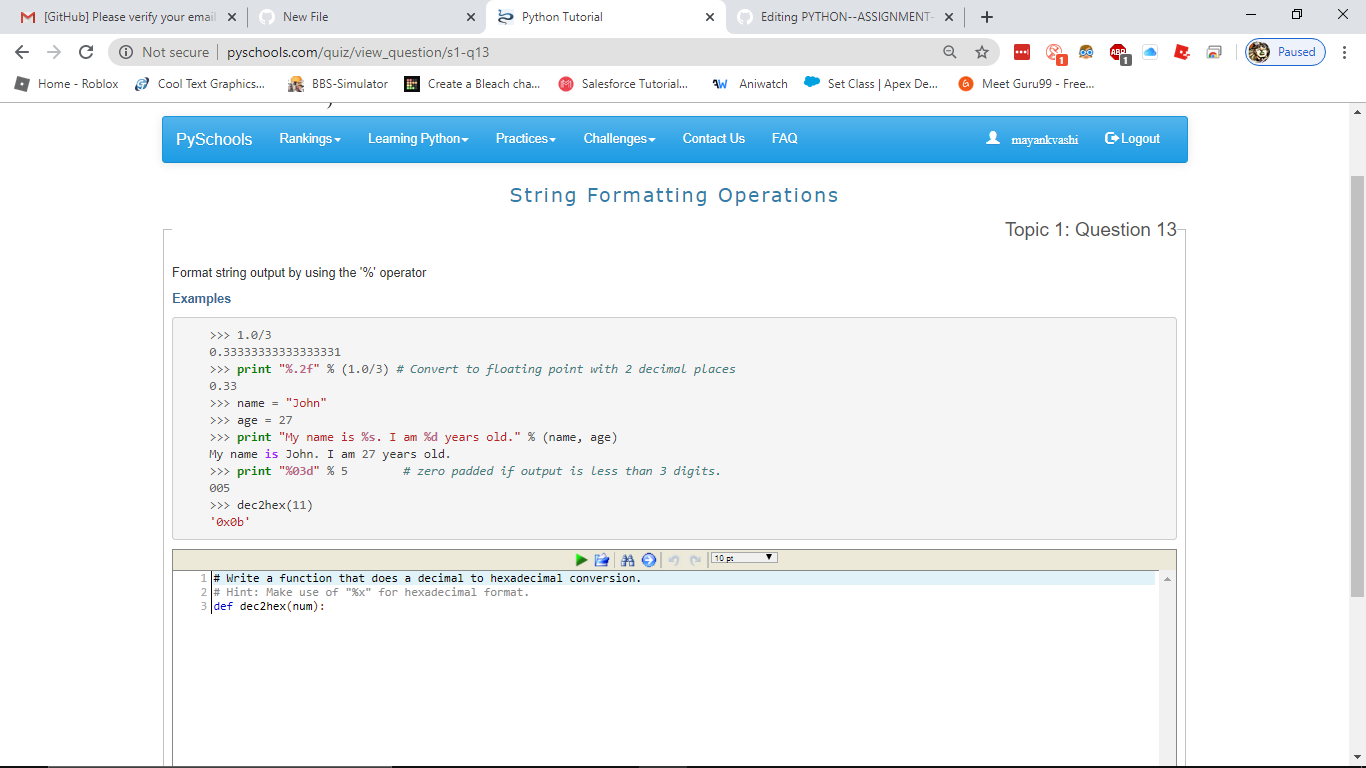 [GitHub] Please verify your email
New File
Python Tutorial
Editing PYTHON--ASSIGNMENT-
Not secure | pyschools.com/quiz/view_question/s1-q13
1
ABP
1
Paused
Home - Roblox
Cool Text Graphics...
BBS-Simulator
Create a Bleach cha...
Salesforce Tutorial...
Aniwatch
Set Class | Apex De...
Meet Guru99 - Free...
PySchools
Rankings
Learning Python
Practices
Challenges
Contact Us
FAQ
mayankvashi
Logout
String Formatting Operations
Topic 1: Question 13
Format string output by using the '%' operator
Examples
>>> 1.0/3
0.33333333333333331
>>> print "%.2f" % (1.0/3) # Convert to floating point with 2 decimal places
0.33
>>> name = "John"
>>> age = 27
>>> print "My name is %s. I am %d years old." % (name, age)
My name is John. I am 27 years old.
>>> print "%03d" % 5 # zero padded if output is less than 3 digits.
005
>>> dec2hex(11)
'0x0b'
10 pt
1 # Write a function that does a decimal to hexadecimal conversion.
2 # Hint: Make use of "%x" for hexadecimal format.
3 def dec2hex(num):